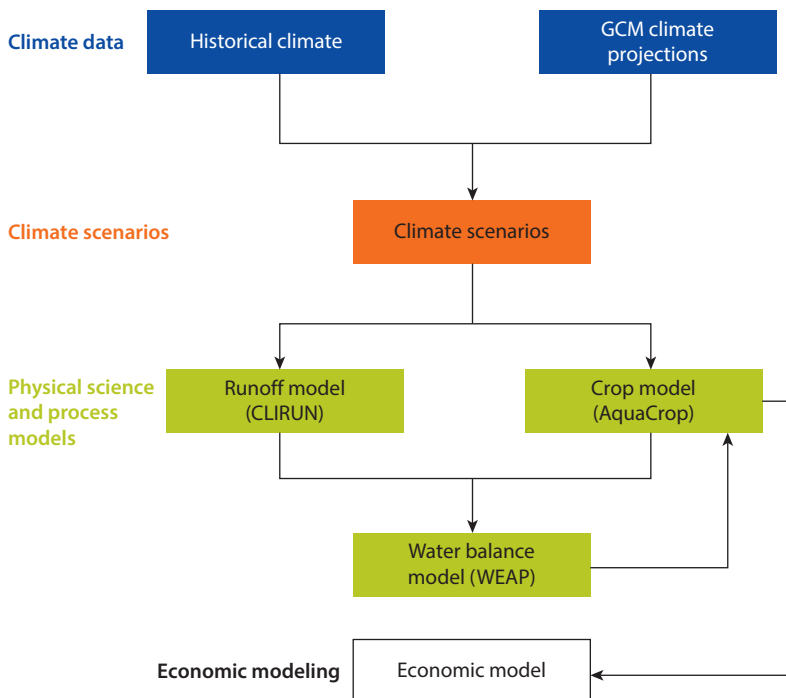 Climate data
Historical climate
GCM climate
projections
Climate scenarios
Climate scenarios
Physical science
and process
models
Runoff model
(CLIRUN)
Crop model
(AquaCrop)
Water balance
model (WEAP)
Economic modeling
Economic model